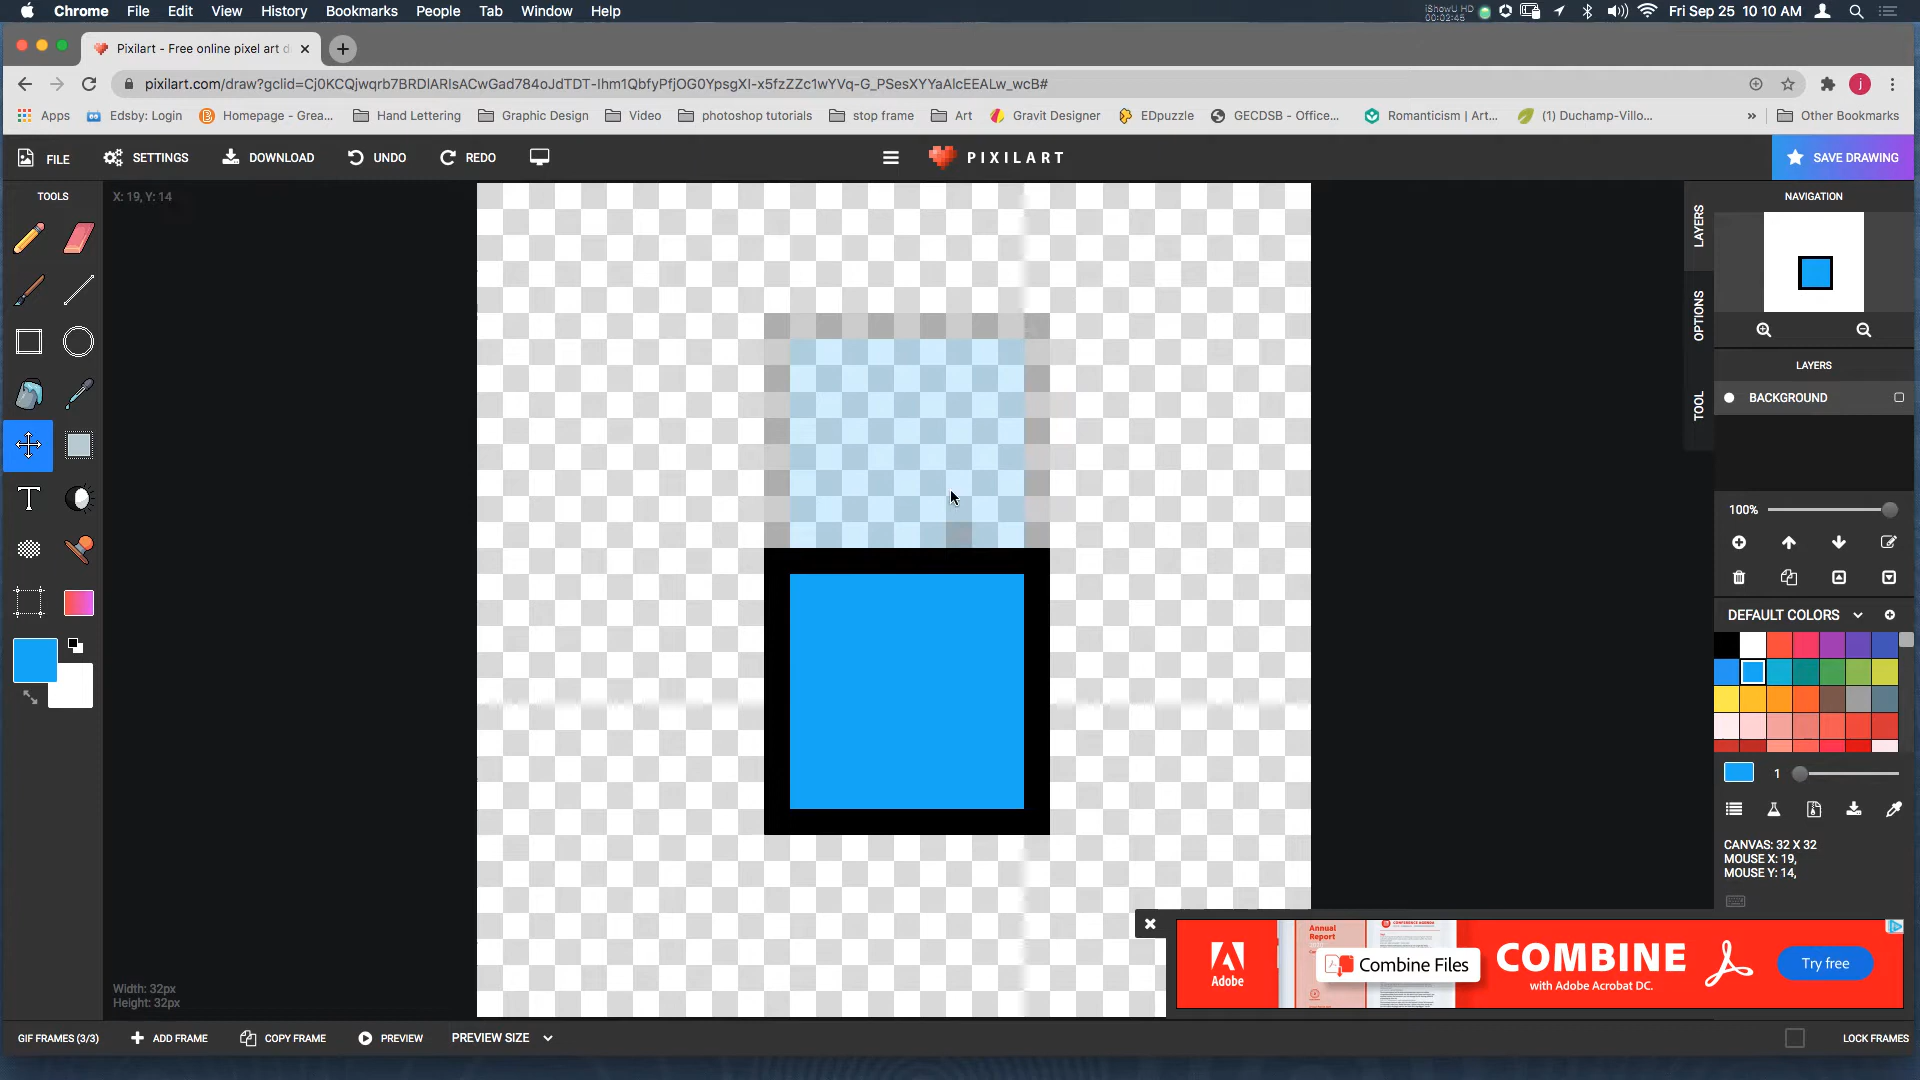 Chrome File Edit View History Bookmarks People Tab Window Help
iShowU HD
00:02:45
Fri Sep 25 10:10 AM
Pixilart - Free online pixel art d
pixilart.com/draw?gclid=Cj0KCQjwqrb7BRDlARIsACwGad784oJdTDT-Ihm1QbfyPfjOG0YpsgXI-x5fzZZc1wYVq-G_PSesXYYaAlcEEALw_wcB#
j
Apps Edsby: Login Homepage - Grea... Hand Lettering Graphic Design Video photoshop tutorials stop frame Art Gravit Designer EDpuzzle GECDSB - Office... Romanticism | Art... (1) Duchamp-Villo... » Other Bookmarks
FILE SETTINGS DOWNLOAD UNDO REDO PIXILART SAVE DRAWING
TOOLS
X: 19, Y: 14
NAVIGATION
LAYERS
OPTIONS
TOOL
LAYERS
BACKGROUND
100%
DEFAULT COLORS
1
CANVAS: 32 X 32
MOUSE X: 19,
MOUSE Y: 14,
T
Width: 32px
Height: 32px
Adobe
Annual
Report
Combine Files
COMBINE
with Adobe Acrobat DC.
Try free
GIF FRAMES (3/3) ADD FRAME COPY FRAME PREVIEW PREVIEW SIZE LOCK FRAMES